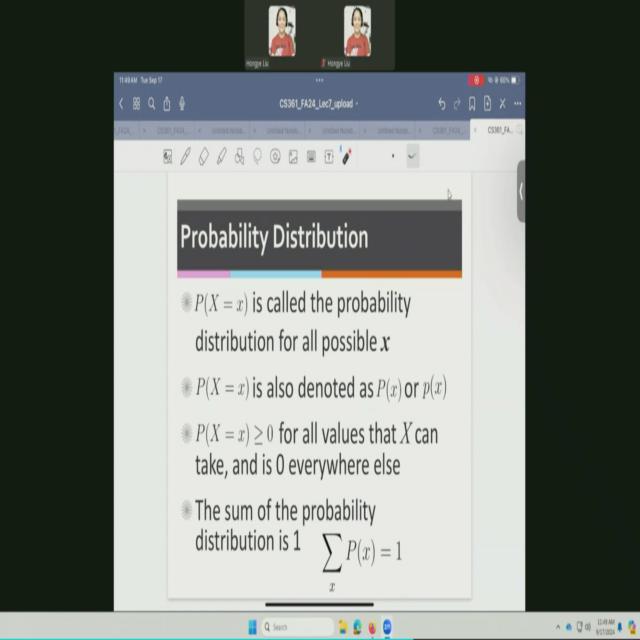 Hongye Liu
Hongye Liu
11:49 AM Tue Sep 17
60%
CS361_FA24_Lec7_upload
CS361_FA...
Probability Distribution
P(X = x) is called the probability
distribution for all possible x
P(X = x) is also denoted as P(x) or p(x)
P(X = x) ≥ 0 for all values that X can
take, and is 0 everywhere else
The sum of the probability
distribution is 1
∑ P(x) = 1
x
Search
11:49 AM
9/17/2024